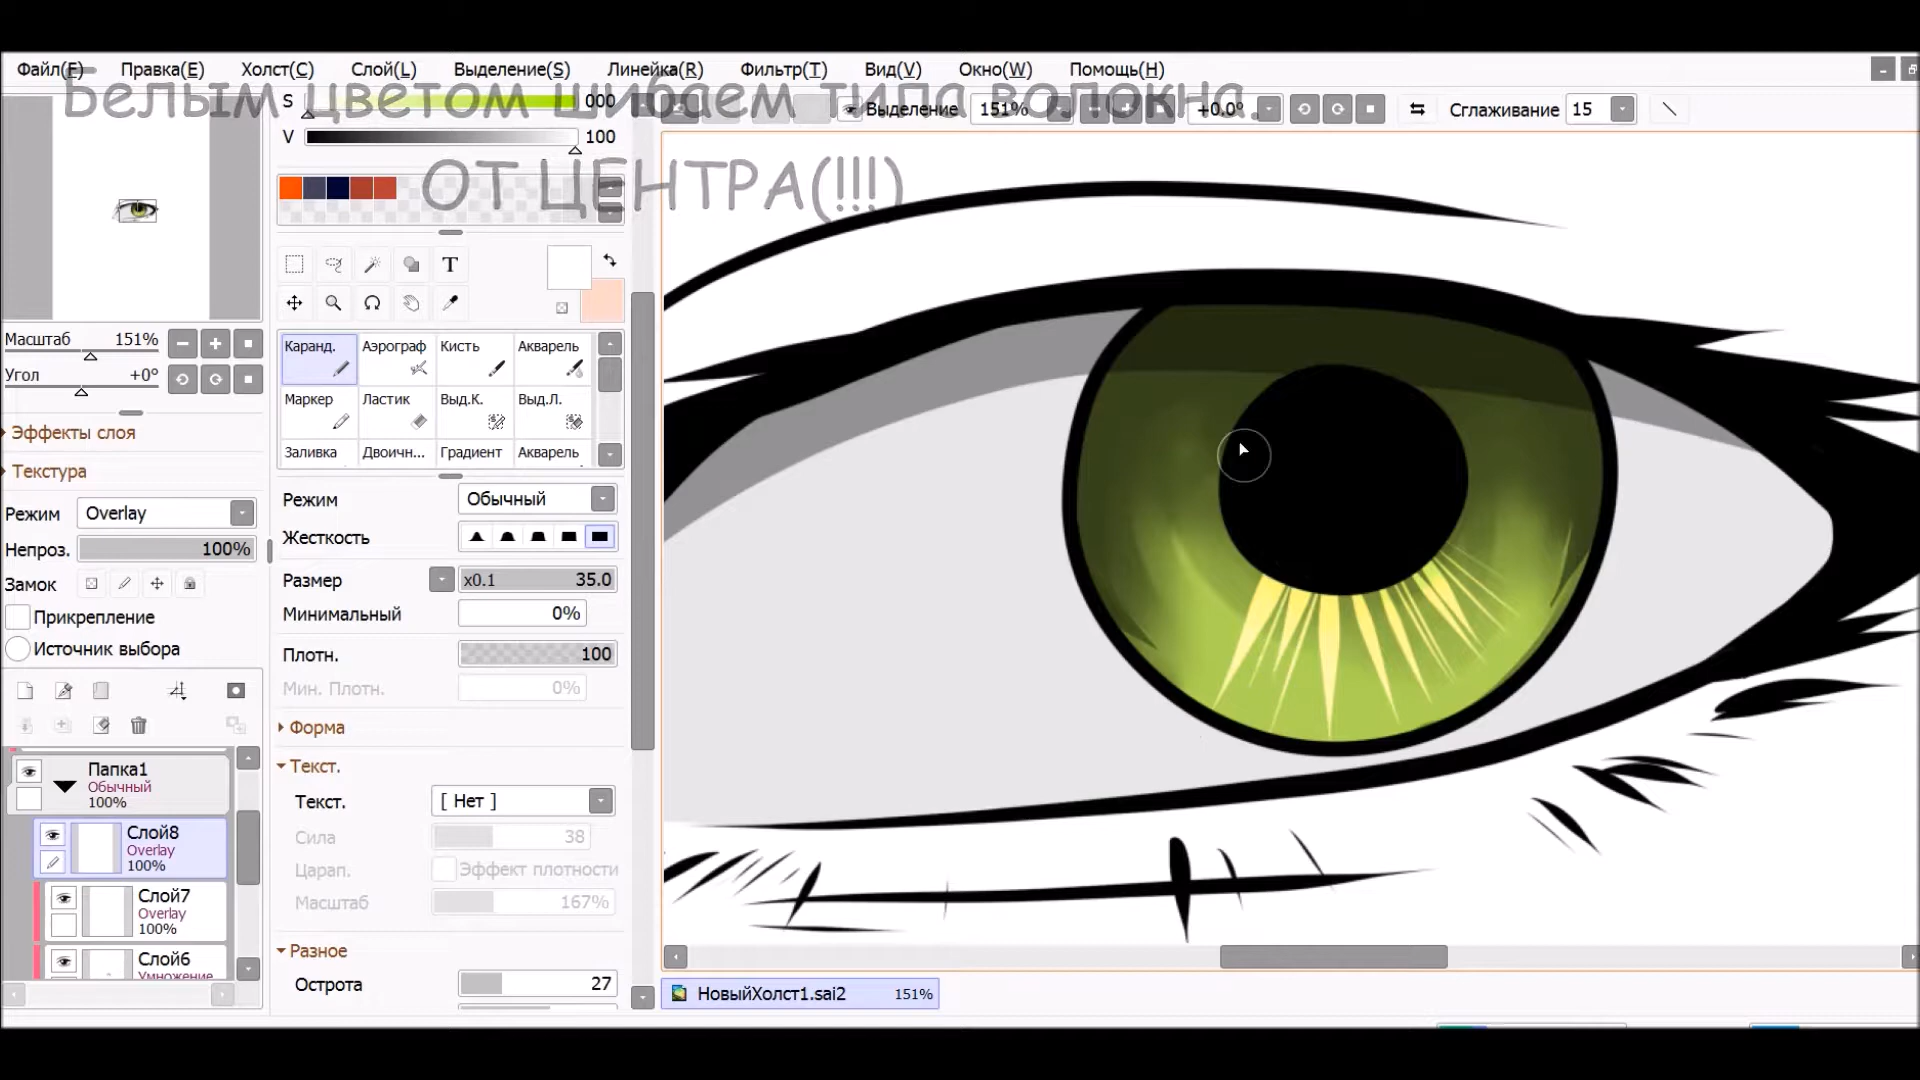 Файл(F) Правка(E) Холст(C) Слой(L) Выделение(S) Линейка(R) Фильтр(T) Вид(V) Окно(W) Помощь(H)
Белым цветом шибаем типа волокна.
ОТ ЦЕНТРА(!!!)
S 000
V 100
Выделение 151% +0.0° Сглаживание 15
Масштаб 151%
Угол +0°
Эффекты слоя
Текстура
Режим Overlay
Непроз. 100%
Замок
Прикрепление
Источник выбора
Папка1
Обычный
100%
Слой8
Overlay
100%
Слой7
Overlay
100%
Слой6
Умножение
T
Каранд. Аэрограф Кисть Акварель
Маркер Ластик Выд.К. Выд.Л.
Заливка Двоичн... Градиент Акварель
Режим Обычный
Жесткость
Размер x0.1 35.0
Минимальный 0%
Плотн. 100
Мин. Плотн. 0%
Форма
Текст.
Текст. [ Нет ]
Сила 38
Царап. Эффект плотности
Масштаб 167%
Разное
Острота 27
НовыйХолст1.sai2 151%